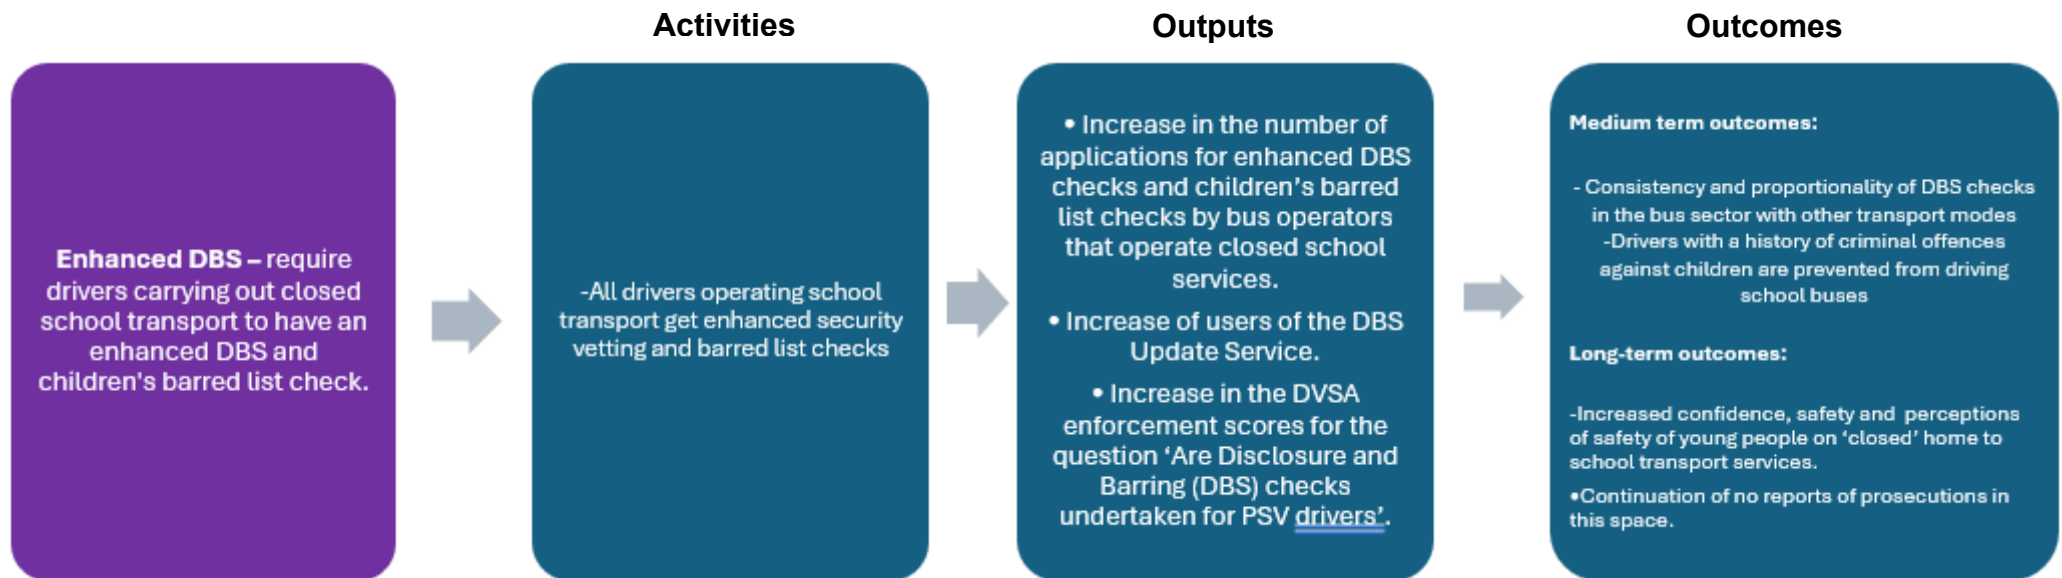 Activities
Outputs
Outcomes
Enhanced DBS – require
drivers carrying out closed
school transport to have an
enhanced DBS and
children's barred list check.
-All drivers operating school
transport get enhanced security
vetting and barred list checks
• Increase in the number of
applications for enhanced DBS
checks and children’s barred
list checks by bus operators
that operate closed school
services.
• Increase of users of the DBS
Update Service.
• Increase in the DVSA
enforcement scores for the
question ‘Are Disclosure and
Barring (DBS) checks
undertaken for PSV drivers’.
Medium term outcomes:
- Consistency and proportionality of DBS checks
in the bus sector with other transport modes
-Drivers with a history of criminal offences
against children are prevented from driving
school buses
Long-term outcomes:
-Increased confidence, safety and perceptions
of safety of young people on ‘closed’ home to
school transport services.
•Continuation of no reports of prosecutions in
this space.